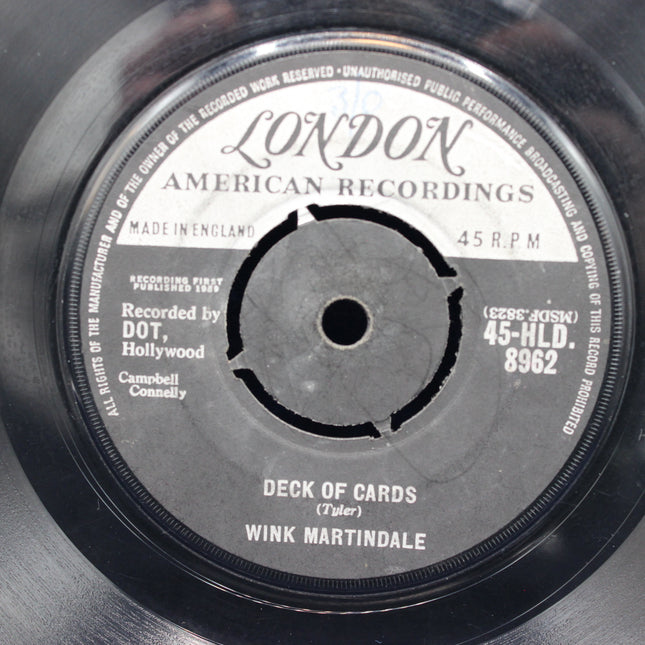 ALL RIGHTS OF THE MANUFACTURER AND OF THE OWNER OF THE RECORDED WORK RESERVED · UNAUTHORISED PUBLIC PERFORMANCE BROADCASTING AND COPYING OF THIS RECORD PROHIBITED
3/0
LONDON
AMERICAN RECORDINGS
MADE IN ENGLAND
45 R.P.M
RECORDING FIRST
PUBLISHED 1959
Recorded by
DOT,
Hollywood
Campbell
Connelly
(MSDF.3823)
45-HLD.
8962
DECK OF CARDS
(Tyler)
WINK MARTINDALE